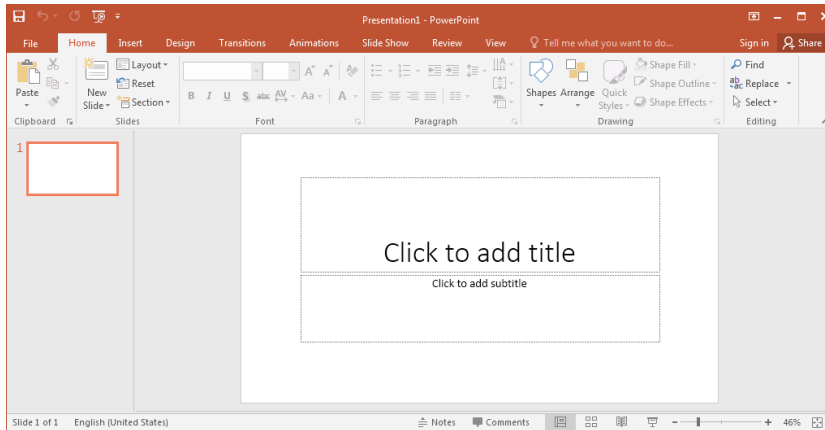 Presentation1 - PowerPoint
File Home Insert Design Transitions Animations Slide Show Review View Tell me what you want to do... Sign in Share
Paste
New
Slide
Layout
Reset
Section
B I U S abc AV Aa A
A A
Shapes Arrange Quick
Styles
Shape Fill
Shape Outline
Shape Effects
Find
Replace
Select
Clipboard Slides Font Paragraph Drawing Editing
1
Click to add title
Click to add subtitle
Slide 1 of 1 English (United States) Notes Comments 46%